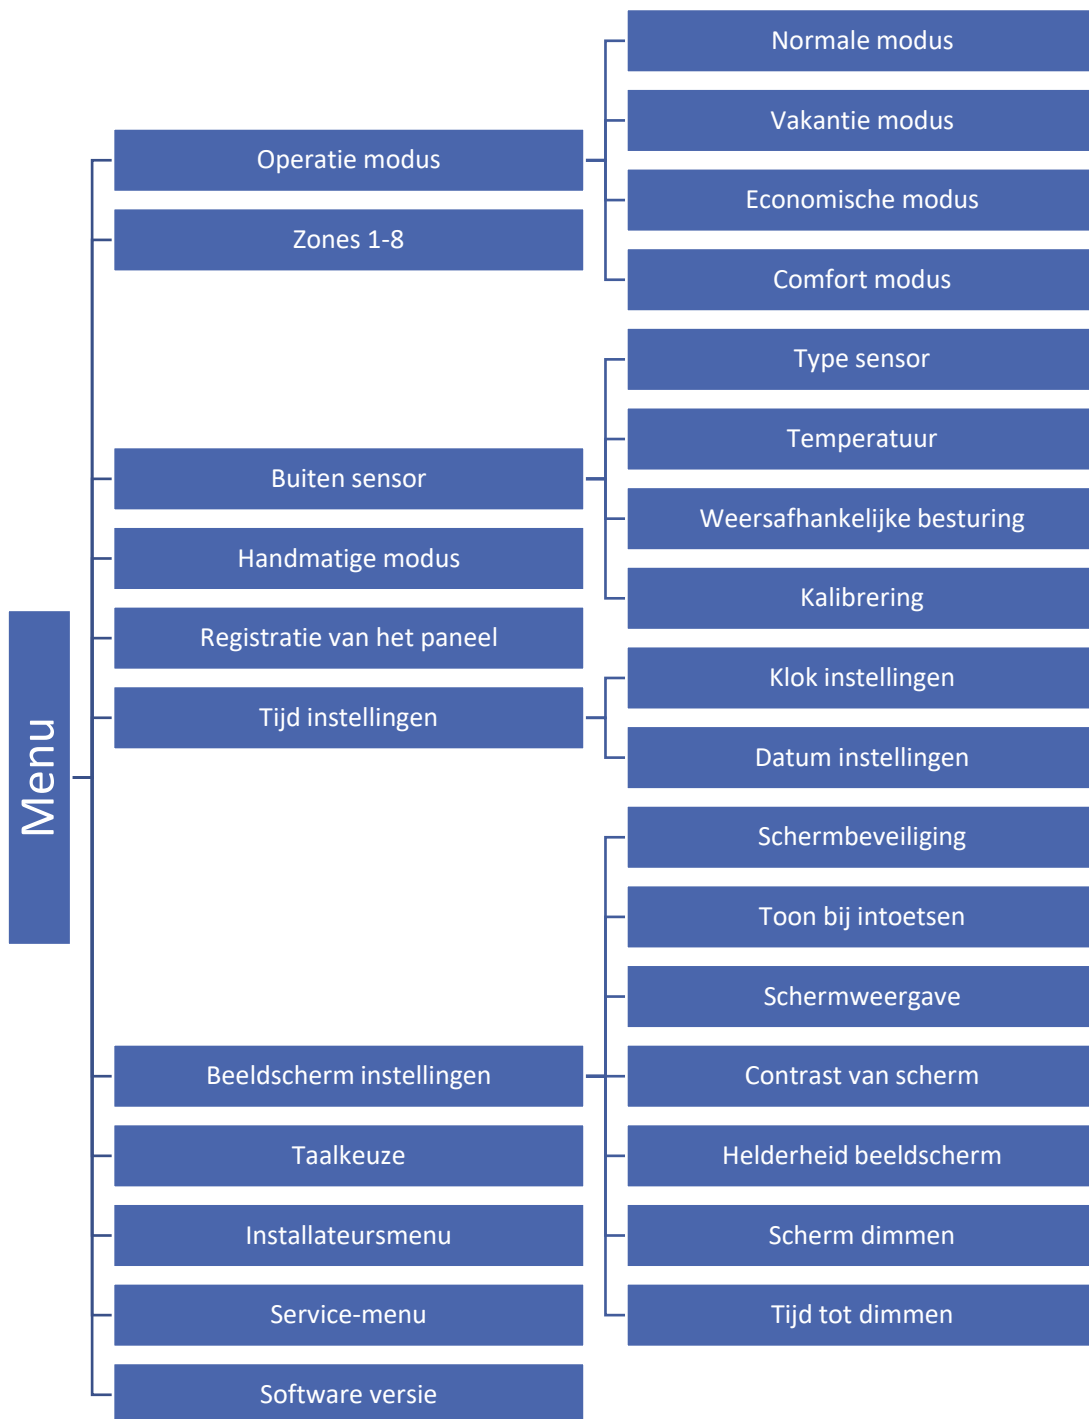 Menu
Operatie modus
Normale modus
Vakantie modus
Economische modus
Comfort modus
Zones 1-8
Buiten sensor
Type sensor
Temperatuur
Weersafhankelijke besturing
Kalibrering
Handmatige modus
Registratie van het paneel
Tijd instellingen
Klok instellingen
Datum instellingen
Beeldscherm instellingen
Schermbeveiliging
Toon bij intoetsen
Schermweergave
Contrast van scherm
Helderheid beeldscherm
Scherm dimmen
Tijd tot dimmen
Taalkeuze
Installateursmenu
Service-menu
Software versie